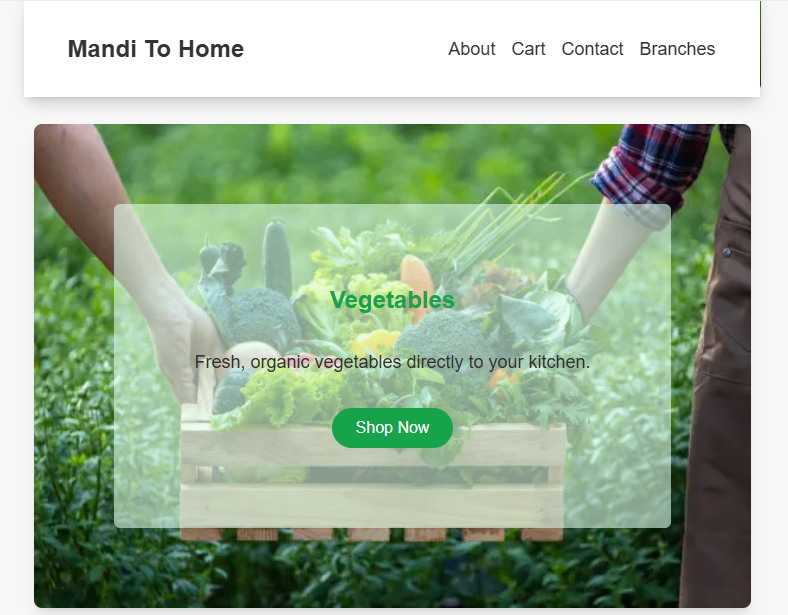 Mandi To Home
About Cart Contact Branches
Vegetables
Fresh, organic vegetables directly to your kitchen.
Shop Now